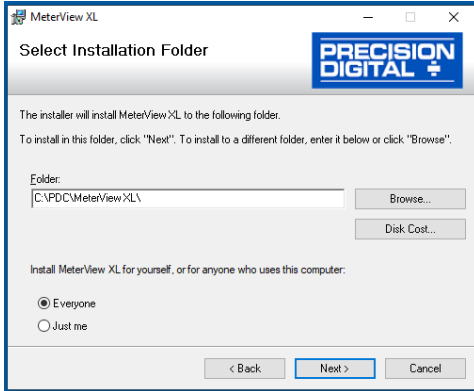 MeterView XL
Select Installation Folder
PRECISION
DIGITAL
The installer will install MeterView XL to the following folder.
To install in this folder, click "Next". To install to a different folder, enter it below or click "Browse".
Folder:
C:\PDC\MeterView XL\
Browse...
Disk Cost...
Install MeterView XL for yourself, or for anyone who uses this computer:
Everyone
Just me
< Back
Next >
Cancel